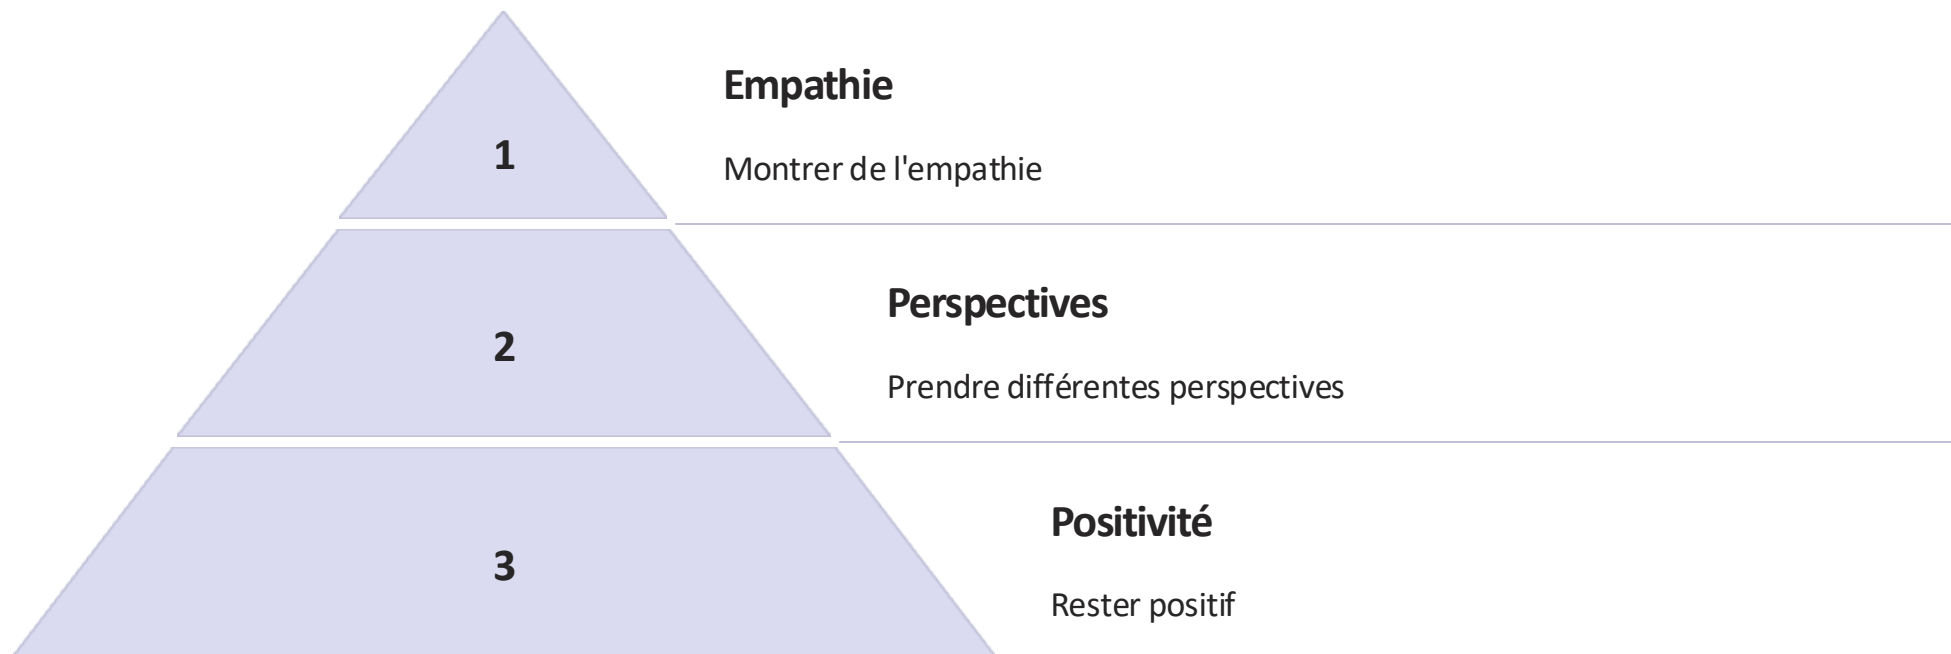 1
Empathie
Montrer de l'empathie
2
Perspectives
Prendre différentes perspectives
3
Positivité
Rester positif